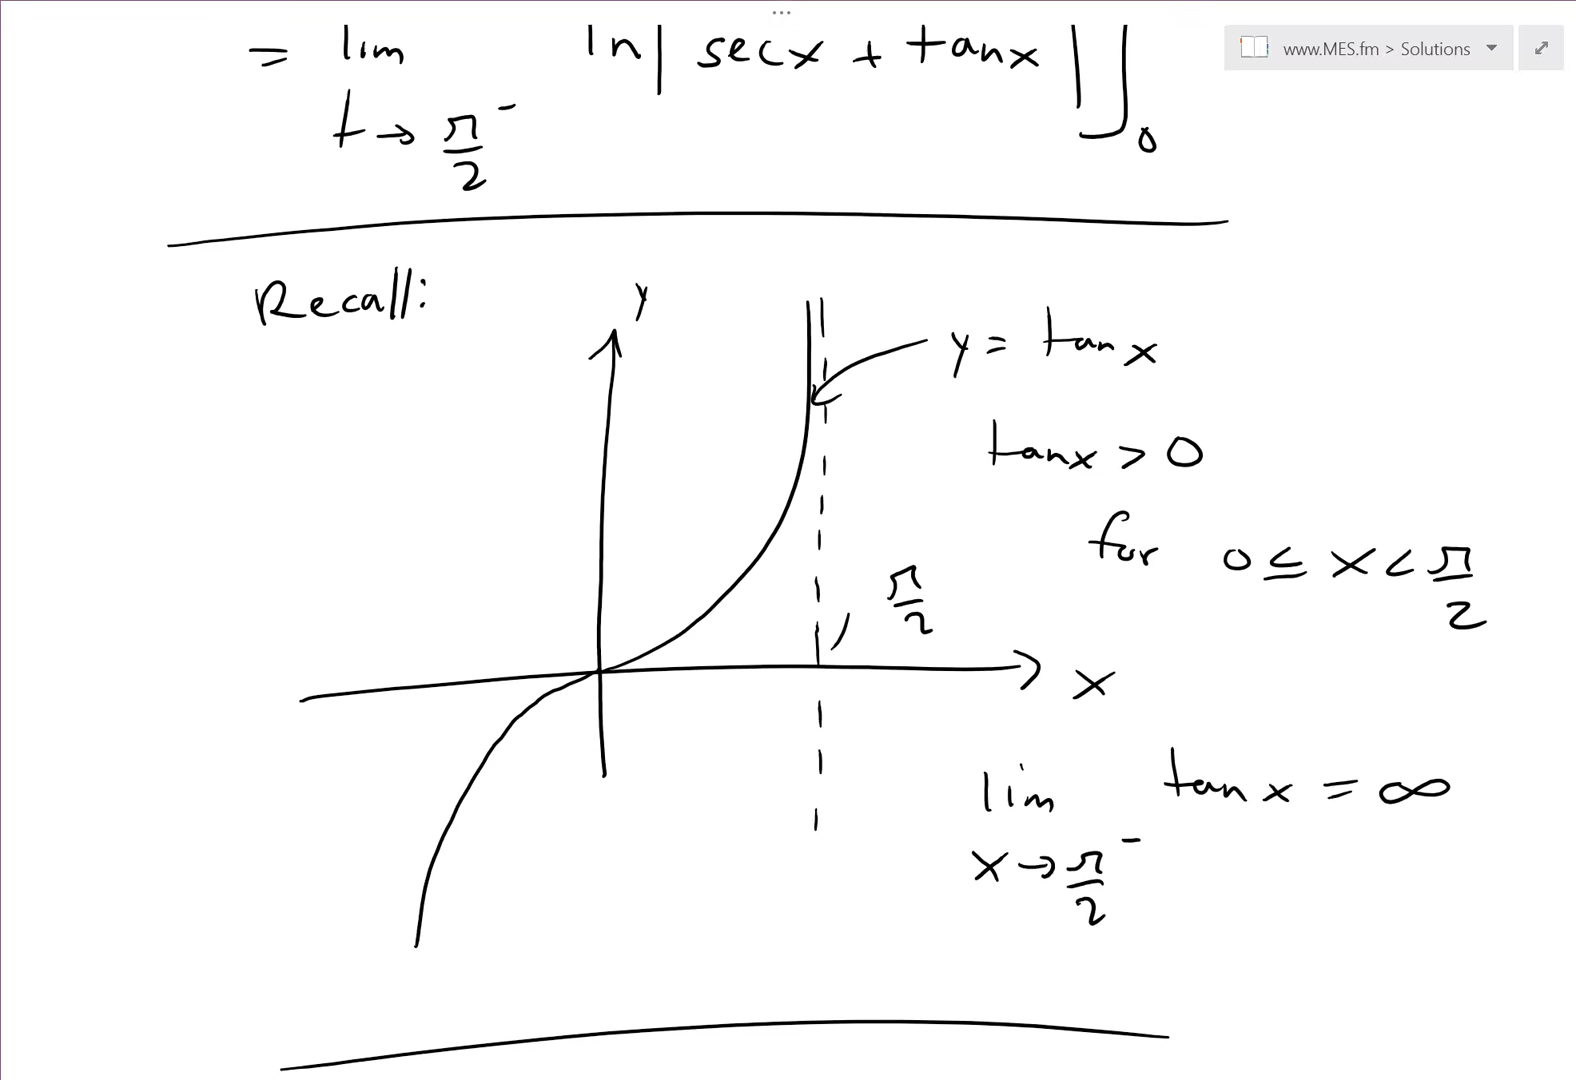 = lim ln| secx + tanx |]₀
t → π/2⁻
www.MES.fm > Solutions
Recall:
y
y = tan x
tanx > 0
for 0 ≤ x < π/2
π/2
x
lim tan x = ∞
x → π/2⁻